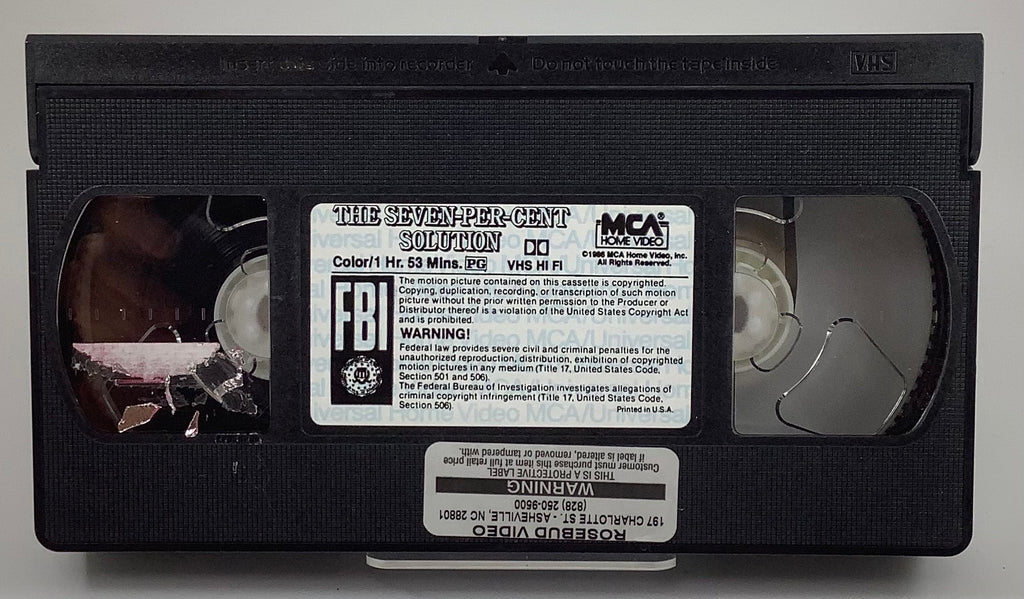 Insert this side into recorder
Do not touch the tape inside
VHS
THE SEVEN-PER-CENT
SOLUTION
Color/1 Hr. 53 Mins. PG
VHS HI FI
MCA®
HOME VIDEO
©1986 MCA Home Video, Inc.
All Rights Reserved.
FBI
The motion picture contained on this cassette is copyrighted.
Copying, duplication, recording, or transcription of such motion
picture without the prior written permission to the Producer or
Distributor thereof is a violation of the United States Copyright Act
and is prohibited.
WARNING!
Federal law provides severe civil and criminal penalties for the
unauthorized reproduction, distribution, exhibition of copyrighted
motion pictures in any medium (Title 17, United States Code,
Section 501 and 506).
The Federal Bureau of Investigation investigates allegations of
criminal copyright infringement (Title 17, United States Code,
Section 506).
Printed in U.S.A.
ROSEBUD VIDEO
197 CHARLOTTE ST. - ASHEVILLE, NC 28801
(828) 250-9500
WARNING
THIS IS A PROTECTIVE LABEL
Customer must purchase this item at full retail price
if label is altered, removed or tampered with.